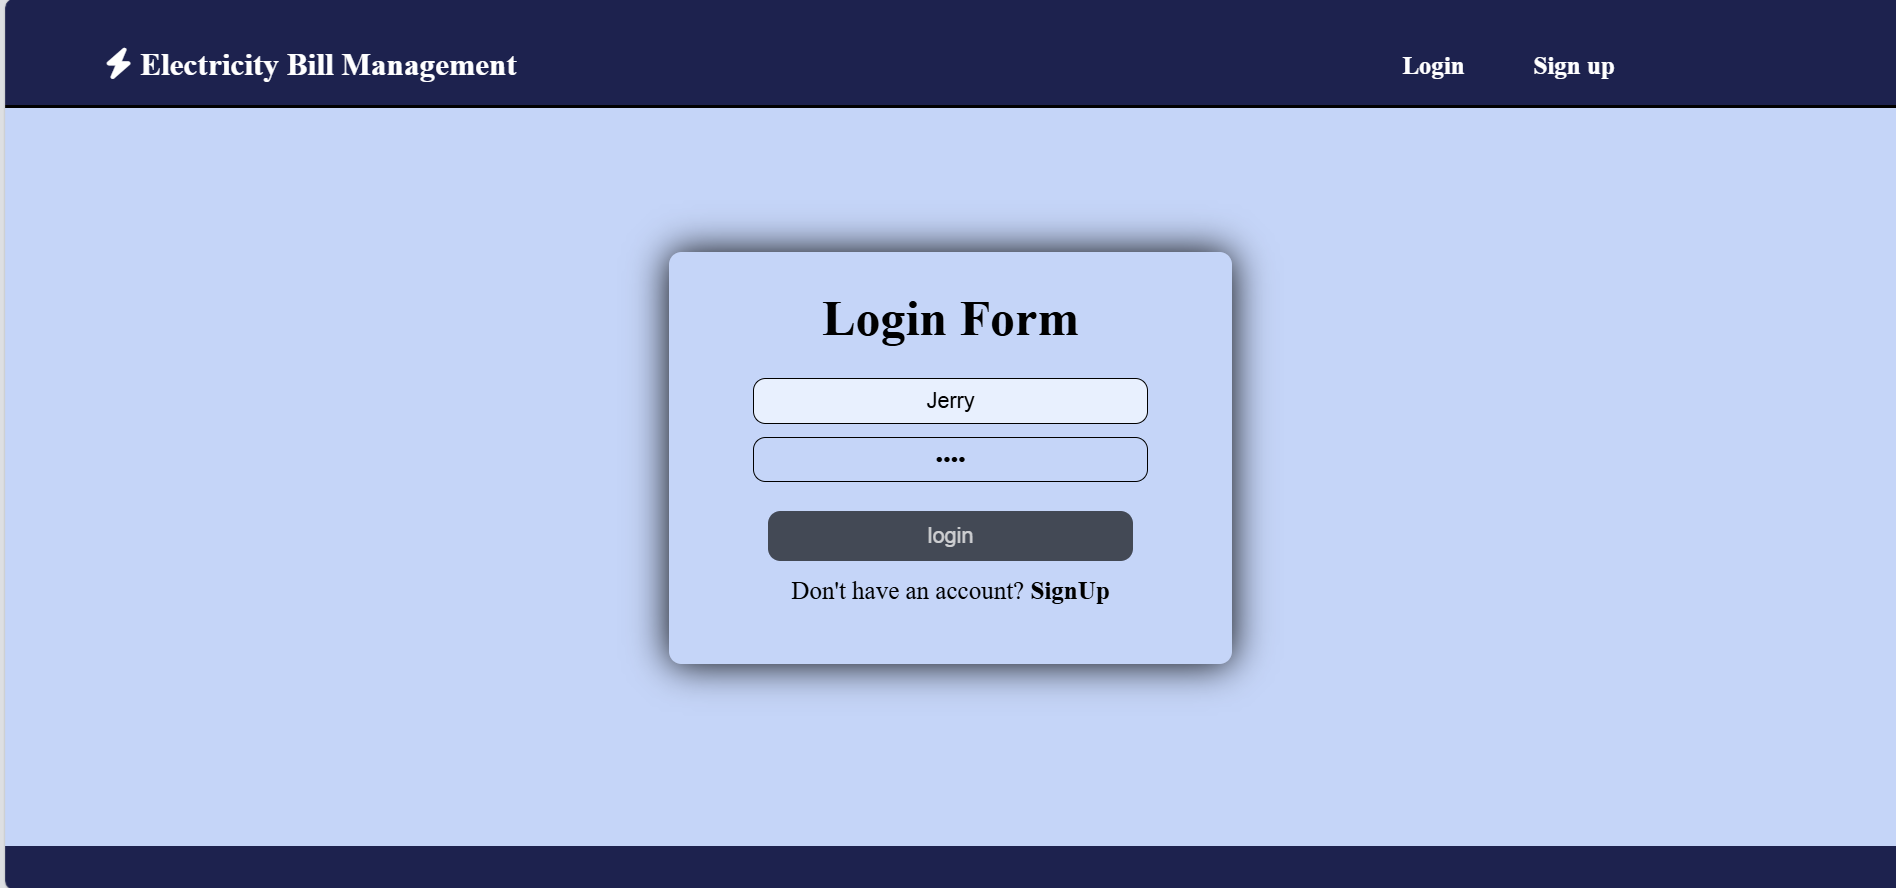 Electricity Bill Management
Login
Sign up
Login Form
Jerry
••••
login
Don't have an account? SignUp